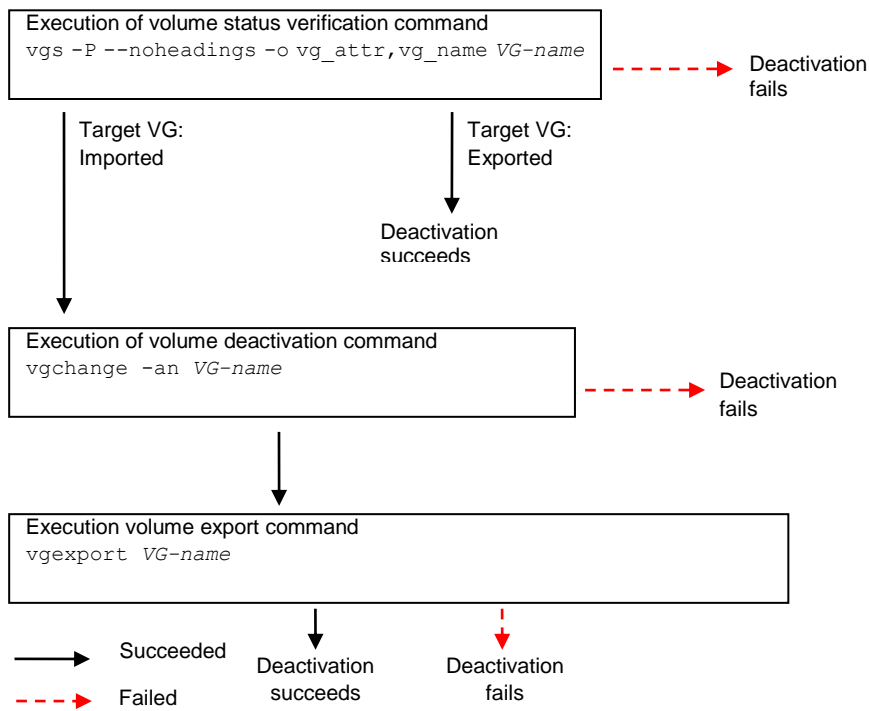 Execution of volume status verification command
vgs -P --noheadings -o vg_attr,vg_name VG-name
Deactivation
fails
Target VG:
Imported
Target VG:
Exported
Deactivation
succeeds
Execution of volume deactivation command
vgchange -an VG-name
Deactivation
fails
Execution volume export command
vgexport VG-name
Succeeded
Failed
Deactivation
succeeds
Deactivation
fails